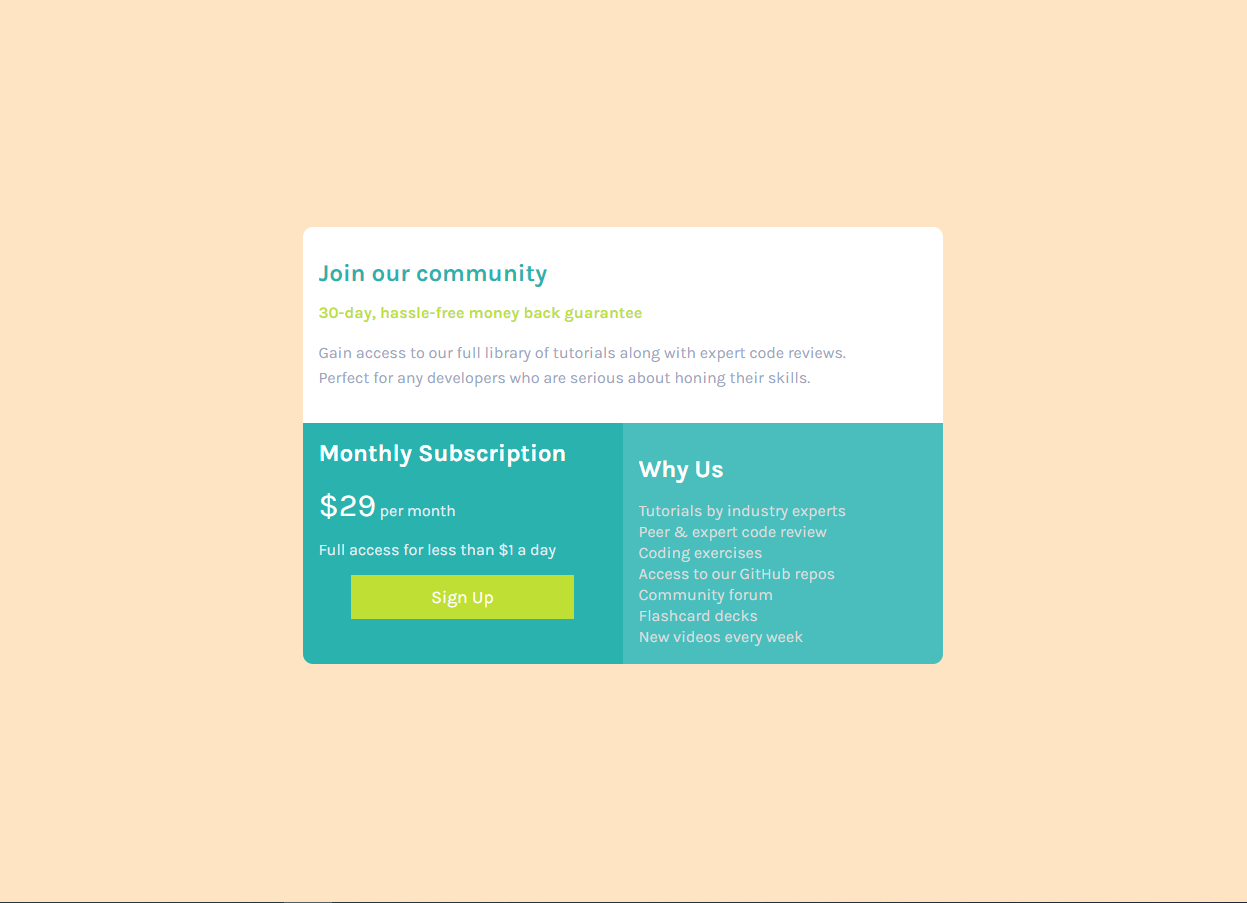 Join our community
30-day, hassle-free money back guarantee
Gain access to our full library of tutorials along with expert code reviews.
Perfect for any developers who are serious about honing their skills.
Monthly Subscription
$29 per month
Full access for less than $1 a day
Sign Up
Why Us
Tutorials by industry experts
Peer & expert code review
Coding exercises
Access to our GitHub repos
Community forum
Flashcard decks
New videos every week